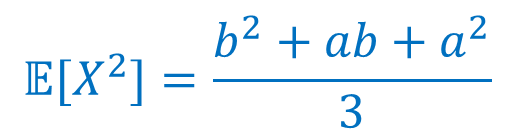 𝔼[X²] = (b² + ab + a²) / 3